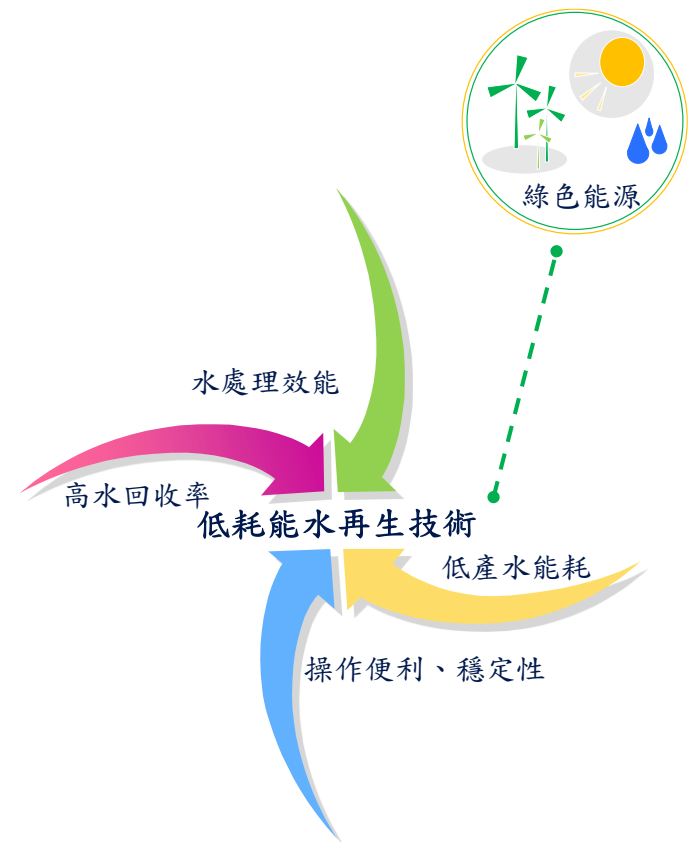 綠色能源
水處理效能
高水回收率
低耗能水再生技術
低產水能耗
操作便利、穩定性